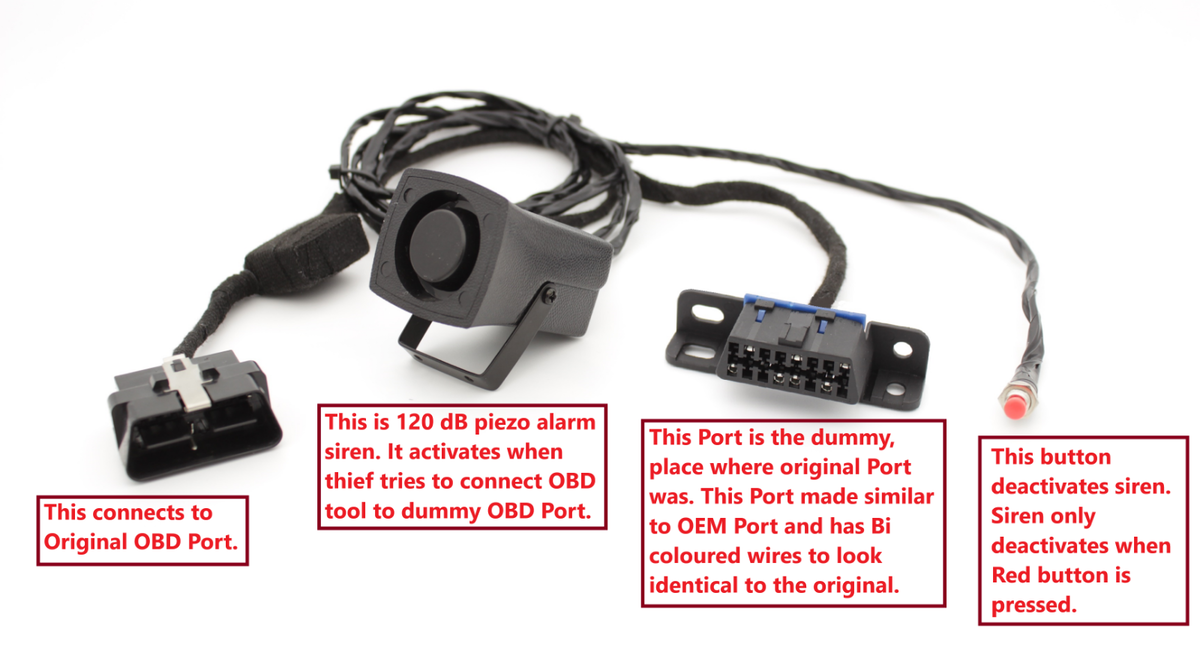 This connects to
Original OBD Port.
This is 120 dB piezo alarm
siren. It activates when
thief tries to connect OBD
tool to dummy OBD Port.
This Port is the dummy,
place where original Port
was. This Port made similar
to OEM Port and has Bi
coloured wires to look
identical to the original.
This button
deactivates siren.
Siren only
deactivates when
Red button is
pressed.